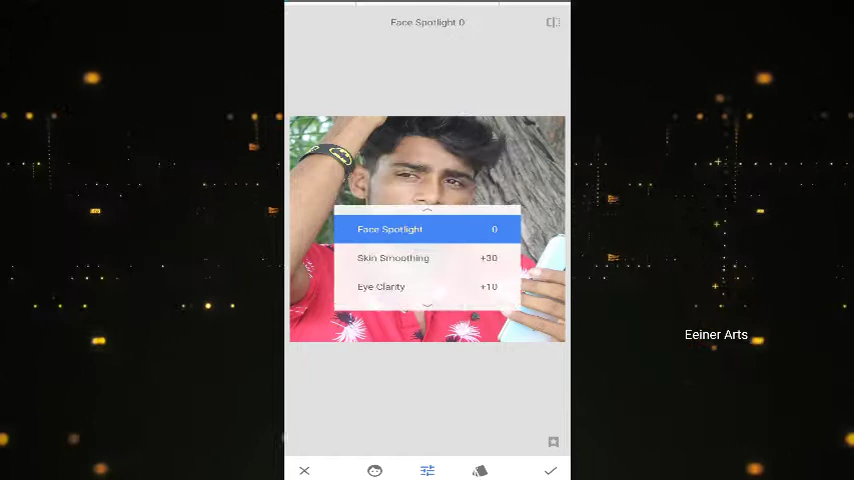 Face Spotlight 0
Face Spotlight 0
Skin Smoothing +30
Eye Clarity +10
Eeiner Arts